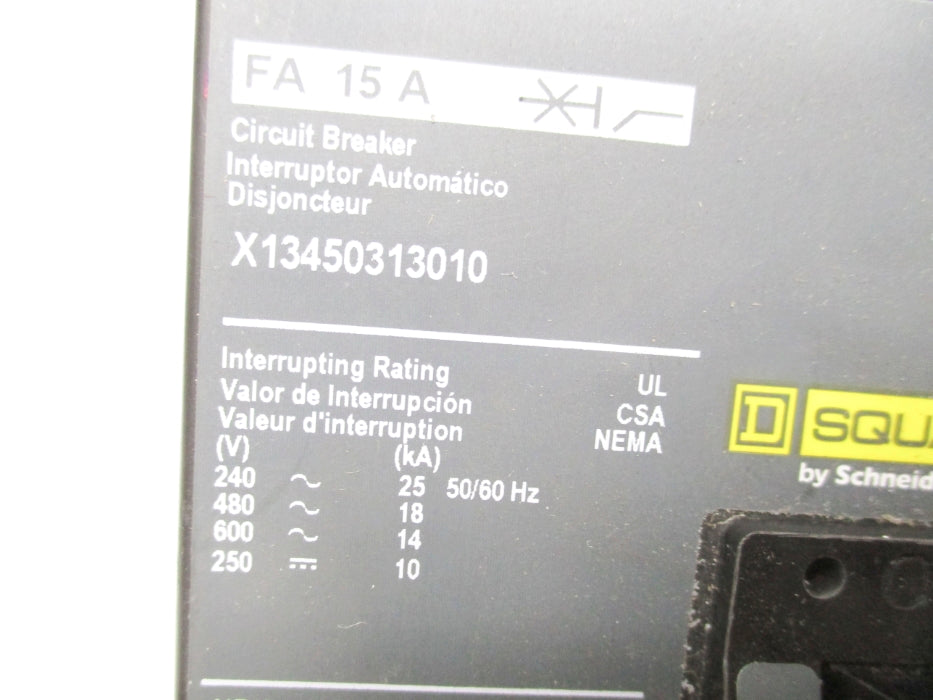 FA 15 A
Circuit Breaker
Interruptor Automático
Disjoncteur
X13450313010
Interrupting Rating
Valor de Interrupción
Valeur d'interruption
UL
CSA
NEMA
(V) (kA)
240 ~ 25 50/60 Hz
480 ~ 18
600 ~ 14
250 ⎓ 10
D SQUA
by Schneid